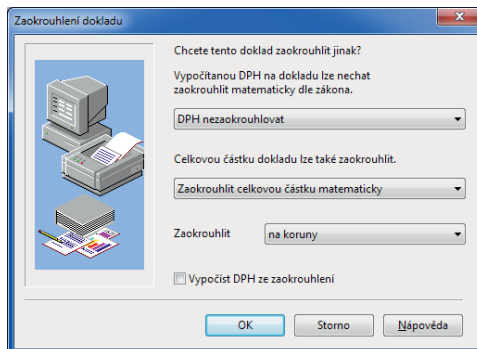 Zaokrouhlení dokladu
Chcete tento doklad zaokrouhlit jinak?
Vypočítanou DPH na dokladu lze nechat
zaokrouhlit matematicky dle zákona.
DPH nezaokrouhlovat
Celkovou částku dokladu lze také zaokrouhlit.
Zaokrouhlit celkovou částku matematicky
Zaokrouhlit na koruny
Vypočíst DPH ze zaokrouhlení
OK Storno Nápověda